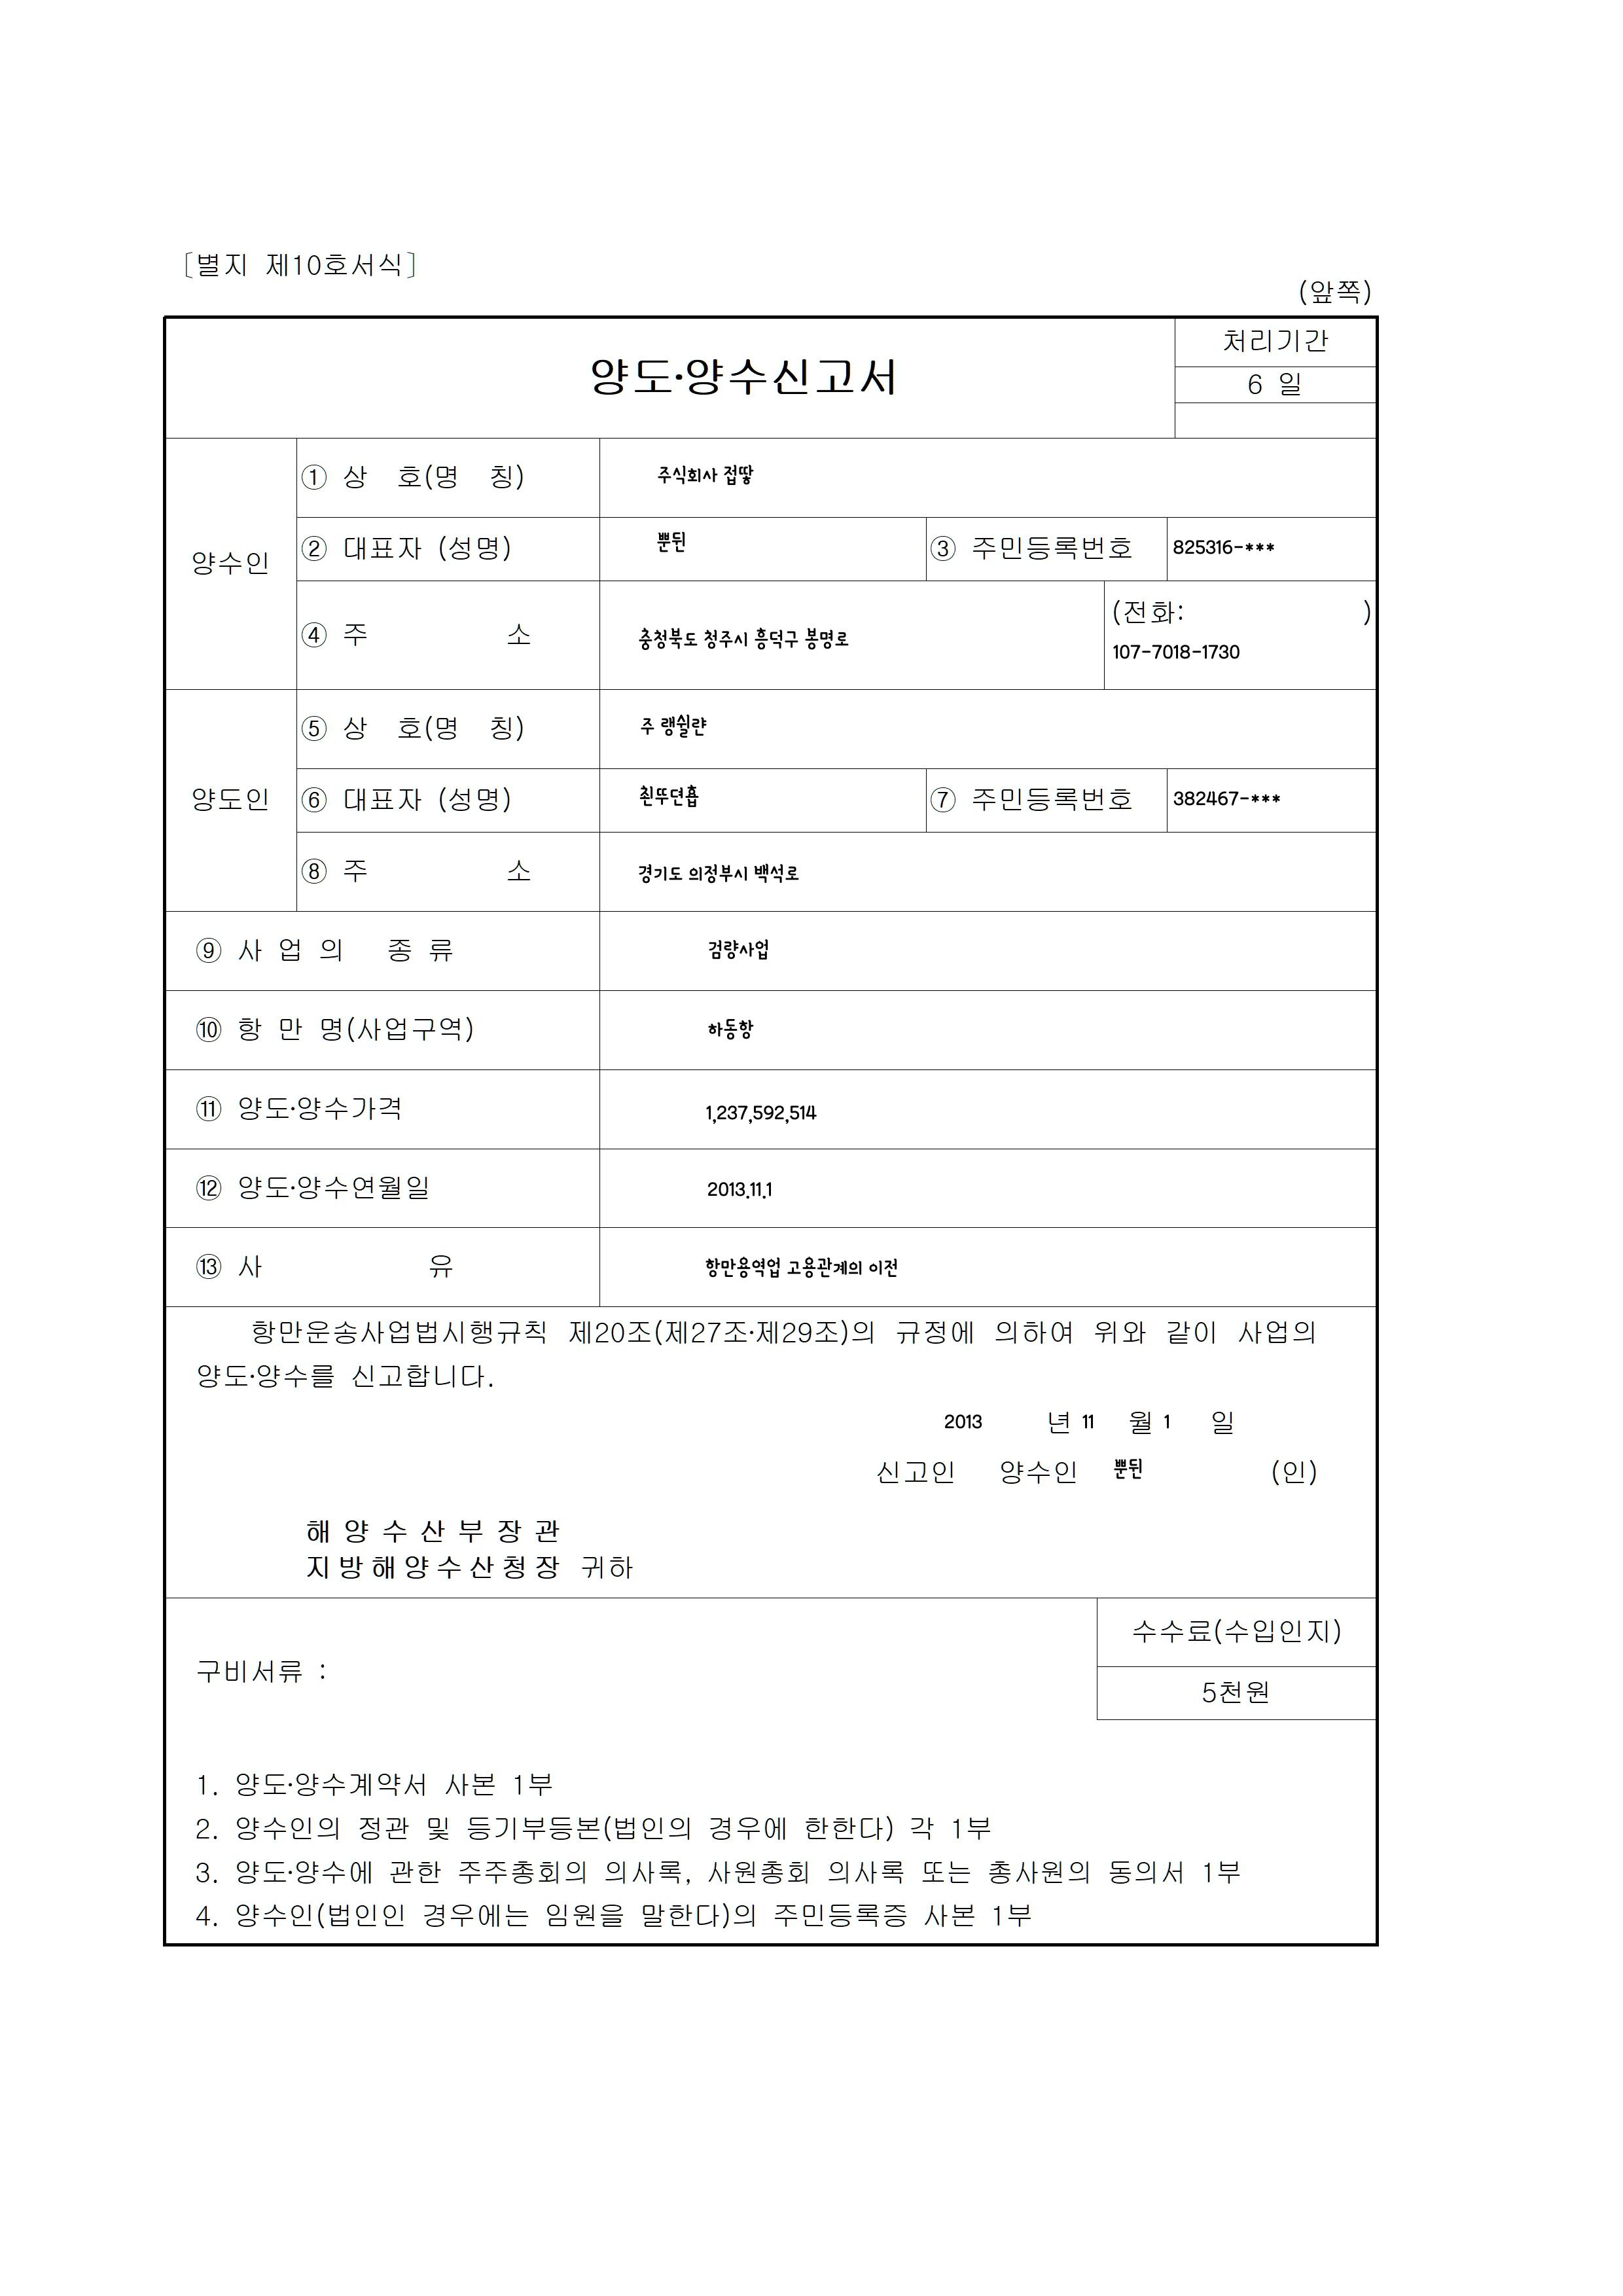 [별지 제10호서식]
(앞쪽)
양도·양수신고서
처리기간
6 일
양수인
① 상 호(명 칭)
주식회사 접땋
② 대표자 (성명)
뿐뒨
③ 주민등록번호
825316-***
④ 주 소
충청북도 청주시 흥덕구 봉명로
(전화: )
107-7018-1730
양도인
⑤ 상 호(명 칭)
주 랭쉴랸
⑥ 대표자 (성명)
쵠뚜뎐흡
⑦ 주민등록번호
382467-***
⑧ 주 소
경기도 의정부시 백석로
⑨ 사 업 의 종 류
검량사업
⑩ 항 만 명(사업구역)
하동항
⑪ 양도·양수가격
1,237,592,514
⑫ 양도·양수연월일
2013.11.1
⑬ 사 유
항만용역업 고용관계의 이전
항만운송사업법시행규칙 제20조(제27조·제29조)의 규정에 의하여 위와 같이 사업의
양도·양수를 신고합니다.
2013 년 11 월 1 일
신고인 양수인 뿐뒨 (인)
해 양 수 산 부 장 관
지 방 해 양 수 산 청 장 귀하
수수료(수입인지)
구비서류 :
5천원
1. 양도·양수계약서 사본 1부
2. 양수인의 정관 및 등기부등본(법인의 경우에 한한다) 각 1부
3. 양도·양수에 관한 주주총회의 의사록, 사원총회 의사록 또는 총사원의 동의서 1부
4. 양수인(법인인 경우에는 임원을 말한다)의 주민등록증 사본 1부